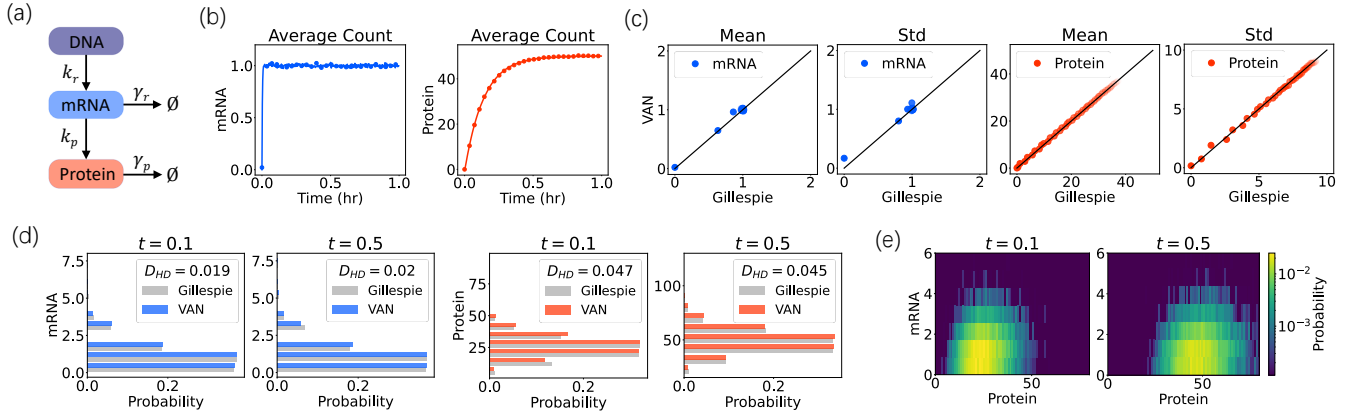 (a)
DNA
k_r
mRNA
γ_r
∅
k_p
Protein
γ_p
∅
(b)
Average Count
mRNA
1.0
0.5
0.0
0.0
0.5
1.0
Time (hr)
Average Count
Protein
40
20
0
0.0
0.5
1.0
Time (hr)
(c)
Mean
mRNA
VAN
2
1
0
0
1
2
Gillespie
Std
mRNA
2
1
0
0
1
2
Gillespie
Mean
Protein
40
20
0
0
20
40
Gillespie
Std
Protein
10
5
0
0
5
10
Gillespie
(d)
t = 0.1
mRNA
7.5
5.0
2.5
0.0
D_HD = 0.019
Gillespie
VAN
0.0
0.2
Probability
t = 0.5
7.5
5.0
2.5
0.0
D_HD = 0.02
Gillespie
VAN
0.0
0.2
Probability
t = 0.1
Protein
75
50
25
D_HD = 0.047
Gillespie
VAN
0.0
0.2
Probability
t = 0.5
100
50
0
D_HD = 0.045
Gillespie
VAN
0.0
0.2
Probability
(e)
t = 0.1
mRNA
6
4
2
0
0
50
Protein
t = 0.5
6
4
2
0
0
50
Protein
10⁻²
10⁻³
Probability